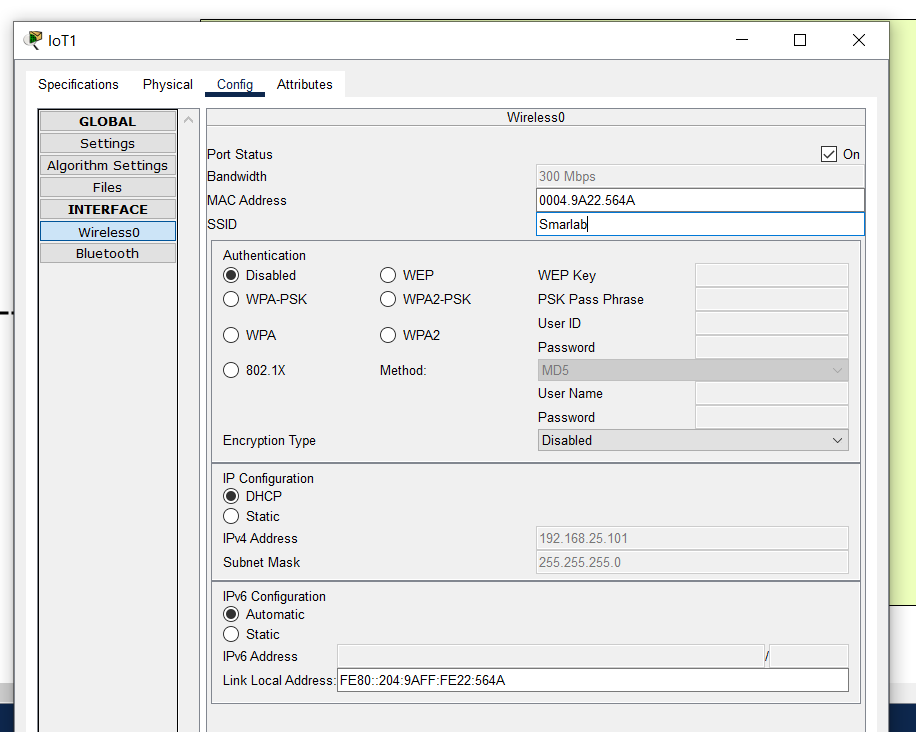 IoT1
Specifications Physical Config Attributes
GLOBAL
Settings
Algorithm Settings
Files
INTERFACE
Wireless0
Bluetooth
Wireless0
Port Status On
Bandwidth 300 Mbps
MAC Address 0004.9A22.564A
SSID Smarlab
Authentication
Disabled WEP WEP Key
WPA-PSK WPA2-PSK PSK Pass Phrase
User ID
WPA WPA2
Password
802.1X Method: MD5
User Name
Password
Encryption Type Disabled
IP Configuration
DHCP
Static
IPv4 Address 192.168.25.101
Subnet Mask 255.255.255.0
IPv6 Configuration
Automatic
Static
IPv6 Address /
Link Local Address: FE80::204:9AFF:FE22:564A